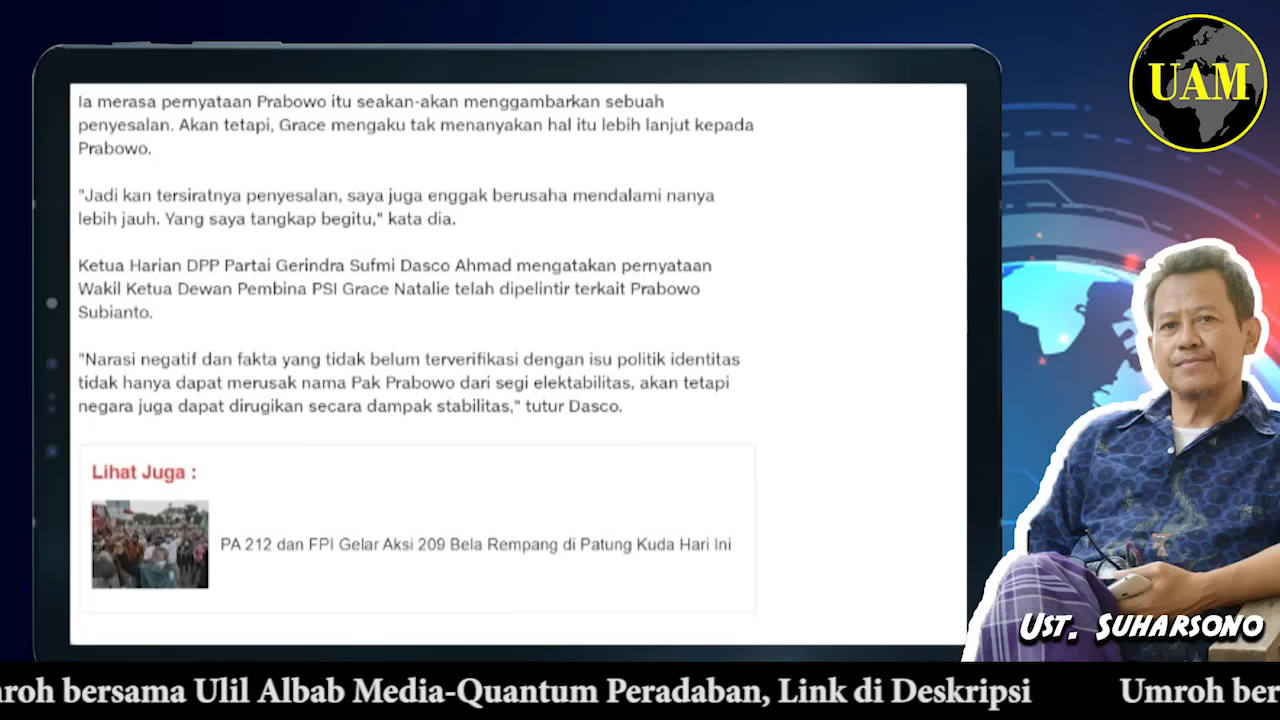 UAM
Ia merasa pernyataan Prabowo itu seakan-akan menggambarkan sebuah
penyesalan. Akan tetapi, Grace mengaku tak menanyakan hal itu lebih lanjut kepada
Prabowo.
"Jadi kan tersiratnya penyesalan, saya juga enggak berusaha mendalami nanya
lebih jauh. Yang saya tangkap begitu," kata dia.
Ketua Harian DPP Partai Gerindra Sufmi Dasco Ahmad mengatakan pernyataan
Wakil Ketua Dewan Pembina PSI Grace Natalie telah dipelintir terkait Prabowo
Subianto.
"Narasi negatif dan fakta yang tidak belum terverifikasi dengan isu politik identitas
tidak hanya dapat merusak nama Pak Prabowo dari segi elektabilitas, akan tetapi
negara juga dapat dirugikan secara dampak stabilitas," tutur Dasco.
Lihat Juga :
PA 212 dan FPI Gelar Aksi 209 Bela Rempang di Patung Kuda Hari Ini
UST. SUHARSONO
roh bersama Ulil Albab Media-Quantum Peradaban, Link di Deskripsi Umroh ber